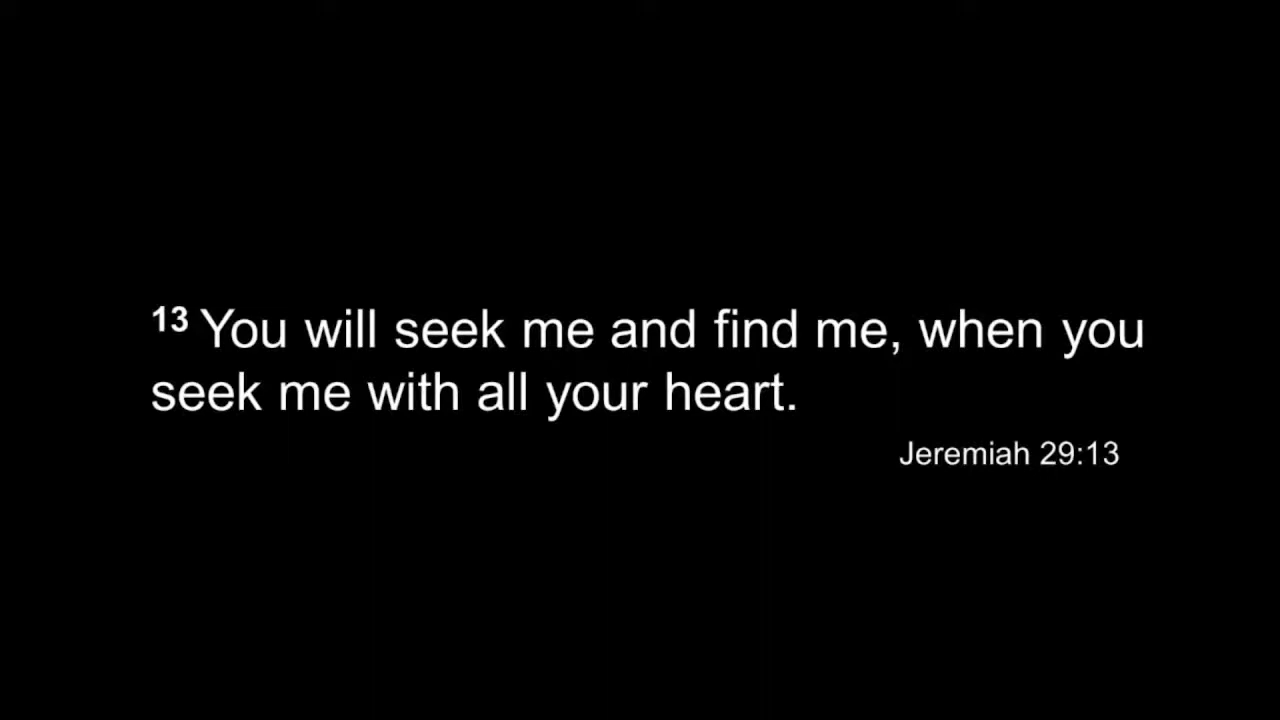 13 You will seek me and find me, when you
seek me with all your heart.
Jeremiah 29:13